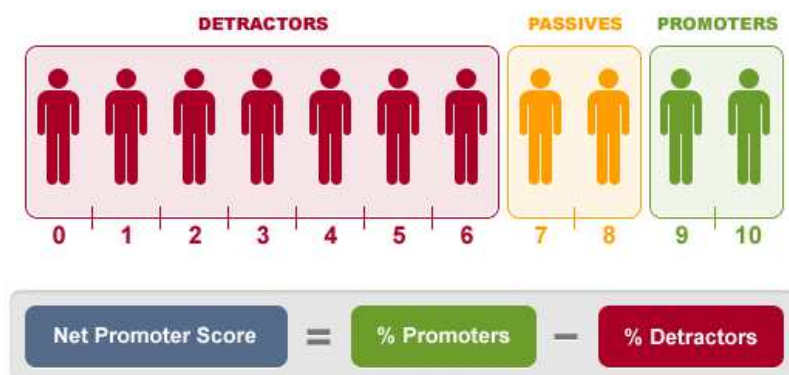 DETRACTORS PASSIVES PROMOTERS
0 1 2 3 4 5 6 7 8 9 10
Net Promoter Score = % Promoters − % Detractors